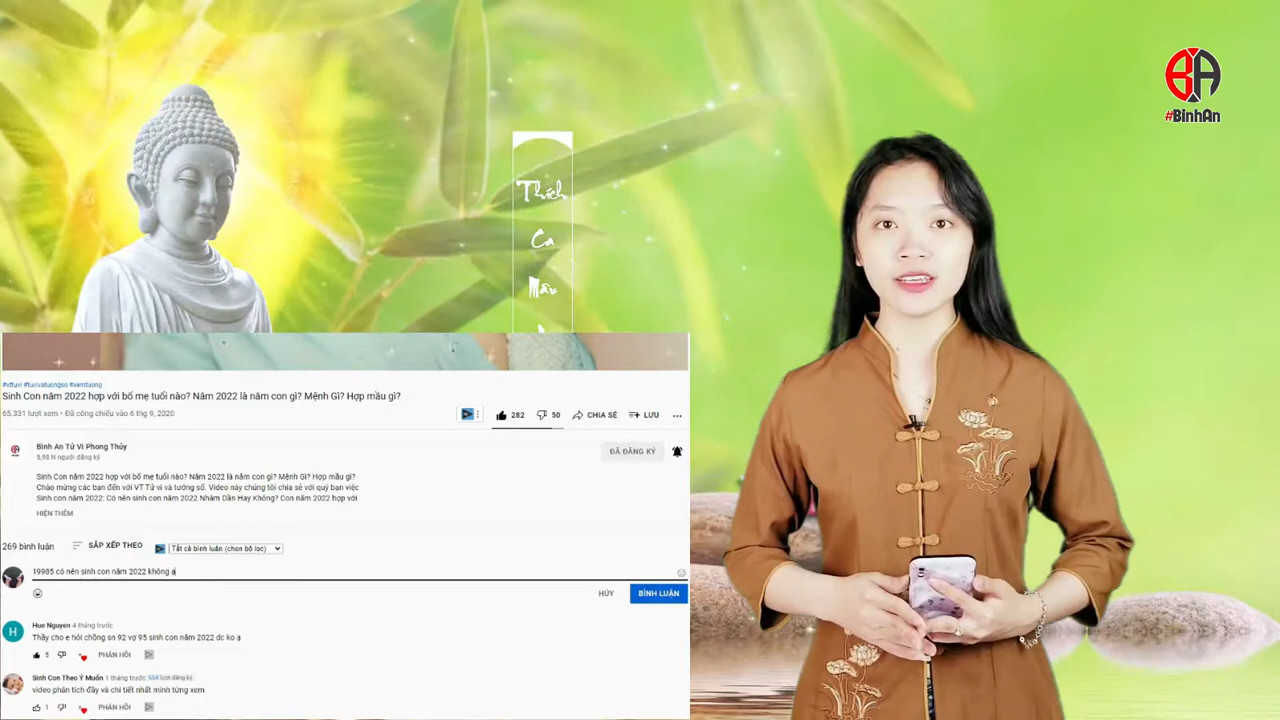 BA
#BìnhAn
Thích
Ca
Mâu
#vttuvi #tuvivatuongso #xemtuong
Sinh Con năm 2022 hợp với bố mẹ tuổi nào? Năm 2022 là năm con gì? Mệnh Gì? Hợp mầu gì?
65.331 lượt xem • Đã công chiếu vào 6 thg 9, 2020
282
50
CHIA SẺ
LƯU
Bình An Tử Vi Phong Thủy
5,98 N người đăng ký
ĐÃ ĐĂNG KÝ
Sinh Con năm 2022 hợp với bố mẹ tuổi nào? Năm 2022 là năm con gì? Mệnh Gì? Hợp mầu gì?
Chào mừng các bạn đến với VT Tử vi và tướng số. Video này chúng tôi chia sẻ với quý bạn việc
Sinh con năm 2022: Có nên sinh con năm 2022 Nhâm Dần Hay Không? Con năm 2022 hợp với
HIỆN THÊM
269 bình luận
SẮP XẾP THEO
Tất cả bình luận (chọn bộ lọc)
19985 có nên sinh con năm 2022 không ạ
HỦY
BÌNH LUẬN
H
Hue Nguyen 4 tháng trước
Thầy cho e hỏi chồng sn 92 vợ 95 sinh con năm 2022 dc ko ạ
5
PHẢN HỒI
Sinh Con Theo Ý Muốn 1 tháng trước 554 lượt đăng ký
video phân tích đầy và chi tiết nhất mình từng xem
1
PHẢN HỒI